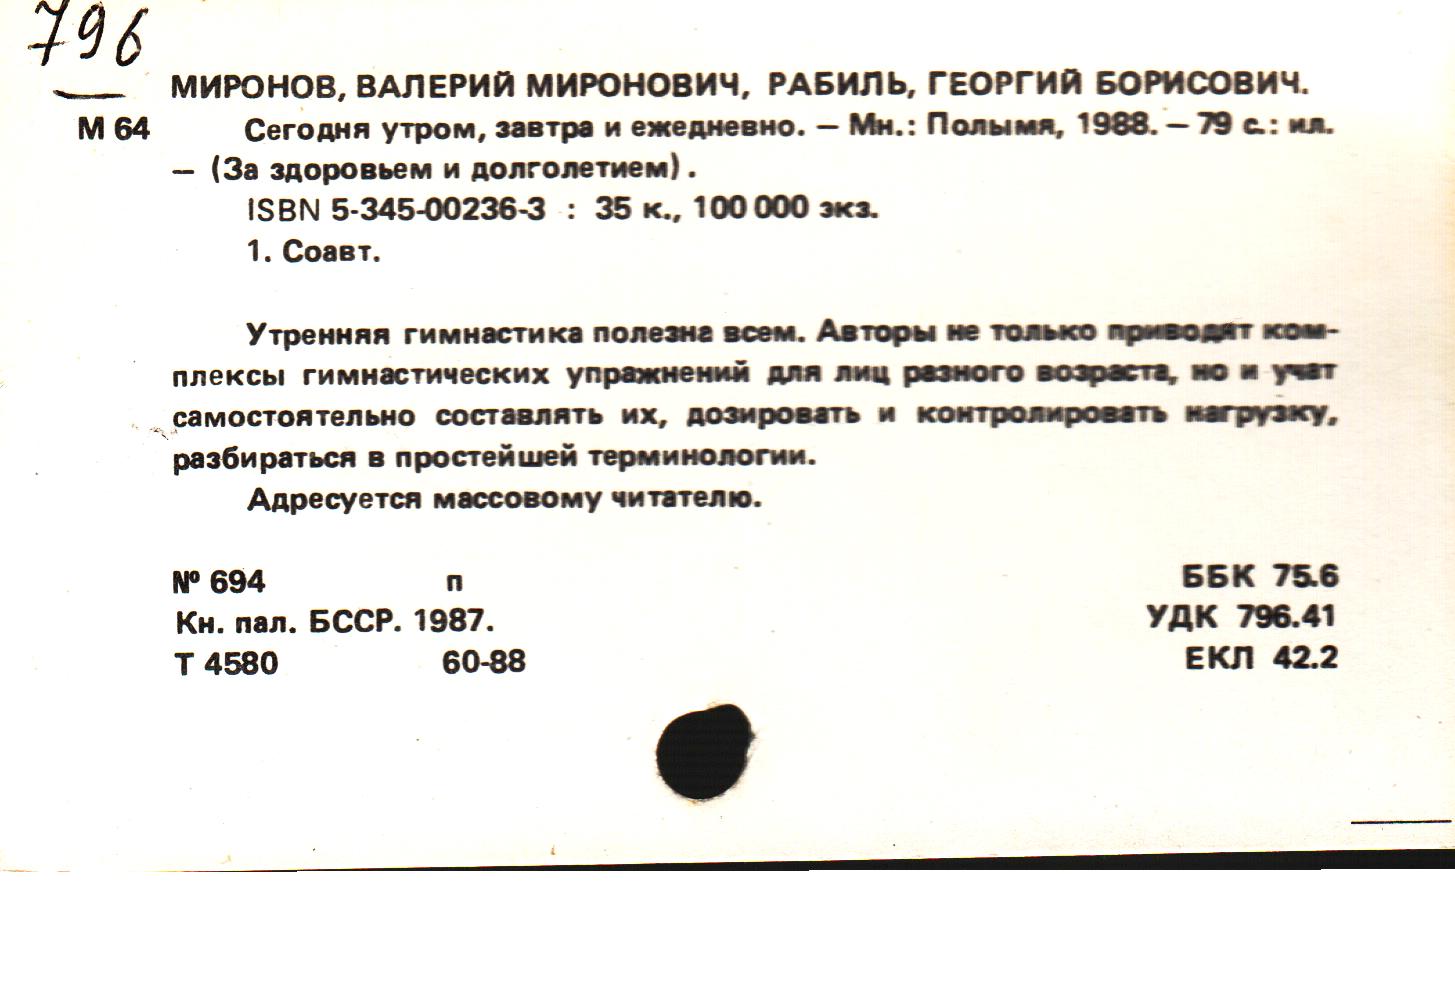 796
МИРОНОВ, ВАЛЕРИЙ МИРОНОВИЧ, РАБИЛЬ, ГЕОРГИЙ БОРИСОВИЧ.
М 64 Сегодня утром, завтра и ежедневно. — Мн.: Полымя, 1988. — 79 с.: ил.
— (За здоровьем и долголетием).
ISBN 5-345-00236-3 : 35 к., 100 000 экз.
1. Соавт.
Утренняя гимнастика полезна всем. Авторы не только приводят ком-
плексы гимнастических упражнений для лиц разного возраста, но и учат
самостоятельно составлять их, дозировать и контролировать нагрузку,
разбираться в простейшей терминологии.
Адресуется массовому читателю.
№ 694 п ББК 75.6
Кн. пал. БССР. 1987. УДК 796.41
Т 4580 60-88 ЕКЛ 42.2